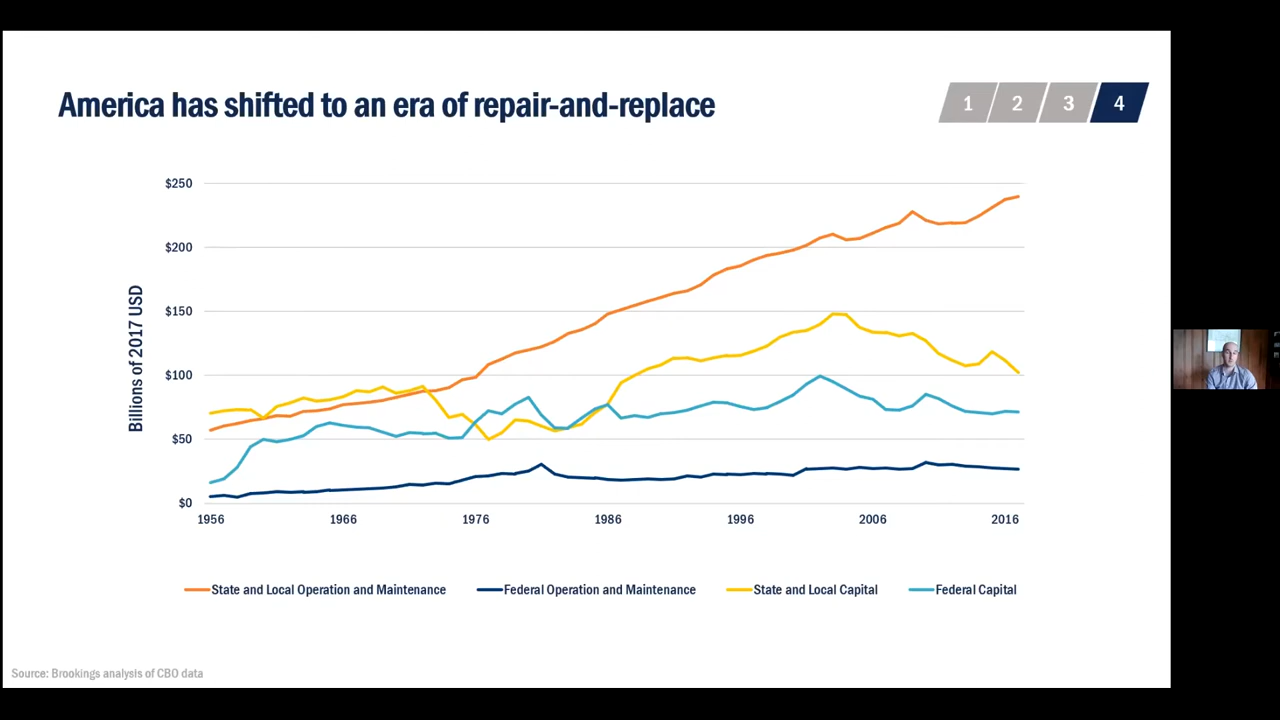 America has shifted to an era of repair-and-replace
1 2 3 4
$250
$200
$150
$100
$50
$0
Billions of 2017 USD
1956 1966 1976 1986 1996 2006 2016
State and Local Operation and Maintenance Federal Operation and Maintenance State and Local Capital Federal Capital
Source: Brookings analysis of CBO data